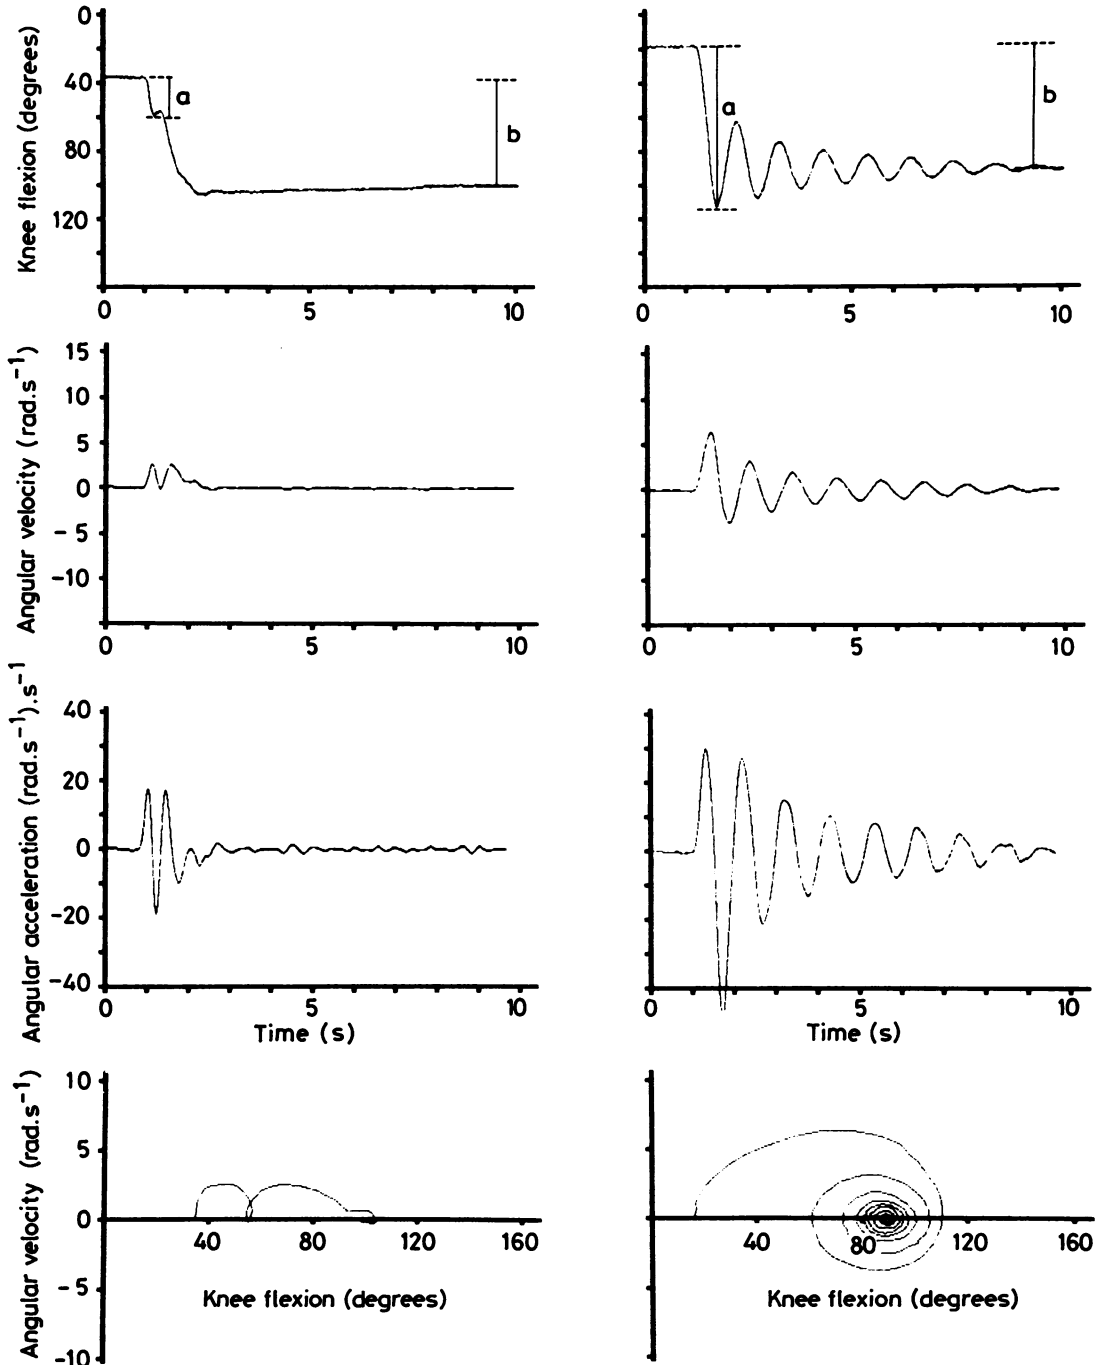 Knee flexion (degrees)
0
40
80
120
a
b
0 5 10
a
b
0 5 10
Angular velocity (rad.s⁻¹)
15
10
5
0
-5
-10
0 5 10
0 5 10
Angular acceleration (rad.s⁻¹).s⁻¹
40
20
0
-20
-40
0 5 10
Time (s)
0 5 10
Time (s)
Angular velocity (rad.s⁻¹)
10
5
0
-5
-10
40 80 120 160
Knee flexion (degrees)
40 80 120 160
Knee flexion (degrees)